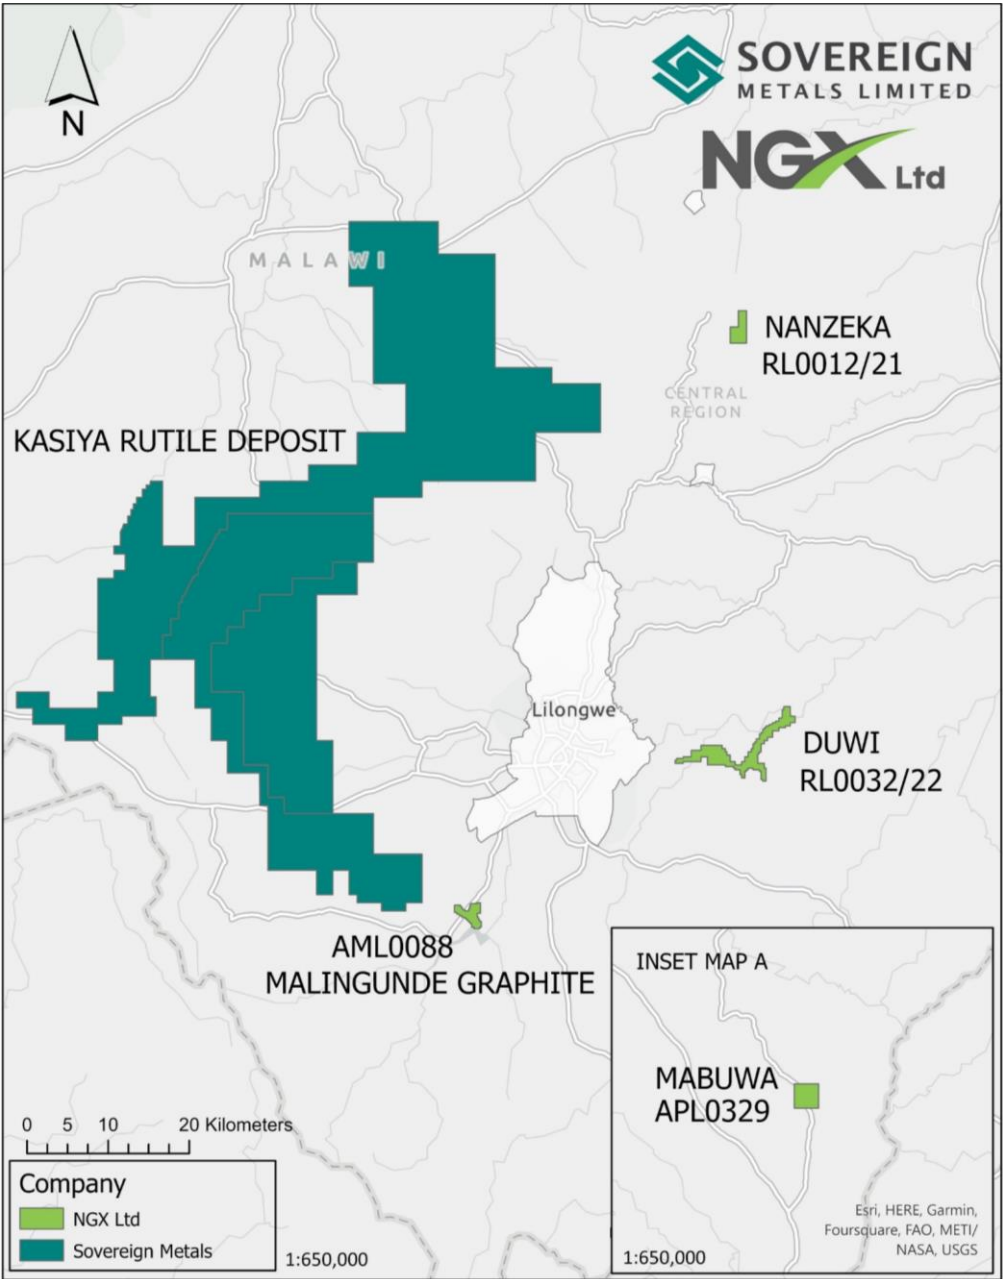 SOVEREIGN
METALS LIMITED
NGX Ltd
N
MALAWI
NANZEKA
RL0012/21
CENTRAL
REGION
KASIYA RUTILE DEPOSIT
Lilongwe
DUWI
RL0032/22
AML0088
MALINGUNDE GRAPHITE
INSET MAP A
MABUWA
APL0329
0 5 10 20 Kilometers
Company
NGX Ltd
Sovereign Metals
1:650,000
1:650,000
Esri, HERE, Garmin,
Foursquare, FAO, METI/
NASA, USGS